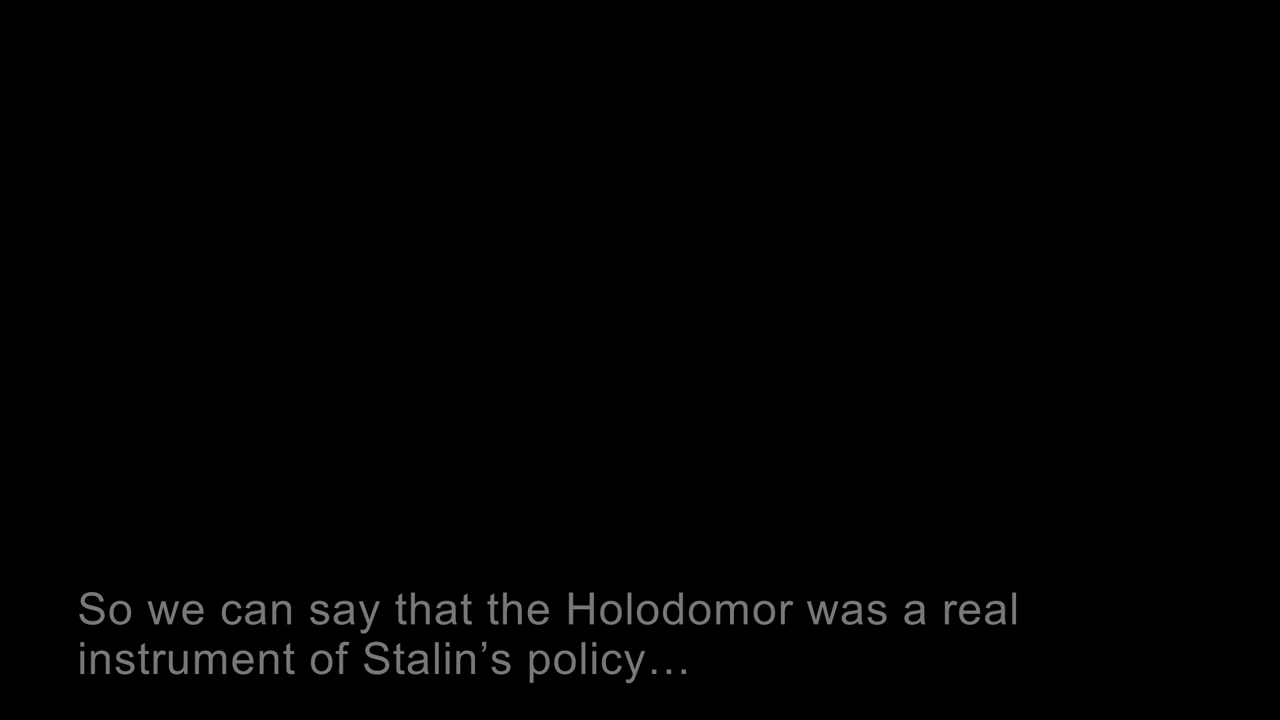 So we can say that the Holodomor was a real
instrument of Stalin’s policy…